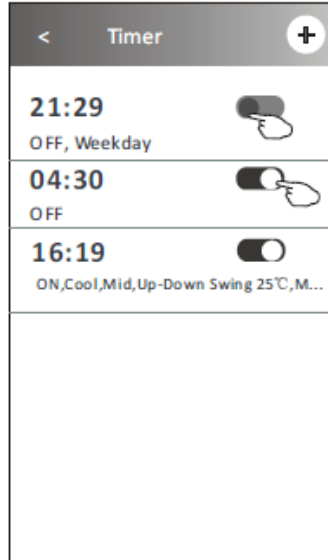 < Timer +
21:29
OFF, Weekday
04:30
OFF
16:19
ON,Cool,Mid,Up-Down Swing 25℃,M...